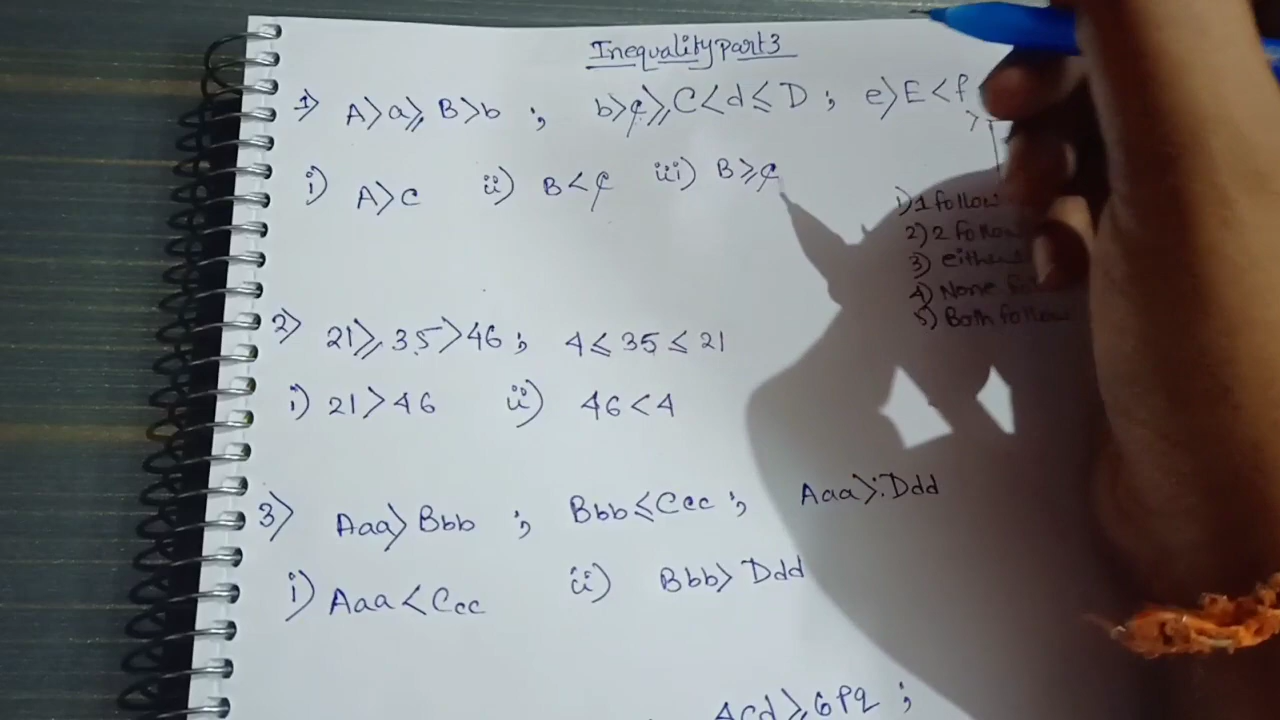 Inequality part 3
1) A>a≥B>b ; b>¢≥C<d≤D ; e>E<f
i) A>C ii) B<¢ iii) B≥¢
1) 1 follow
2) 2 follow
3)
4) None
5) Both follow
2) 21≥35>46 ; 4≤35≤21
i) 21>46 ii) 46<4
3) Aaa>Bbb ; Bbb≤Ccc ; Aaa>Ddd
i) Aaa<Ccc ii) Bbb>Ddd
Acd≥6PQ ;